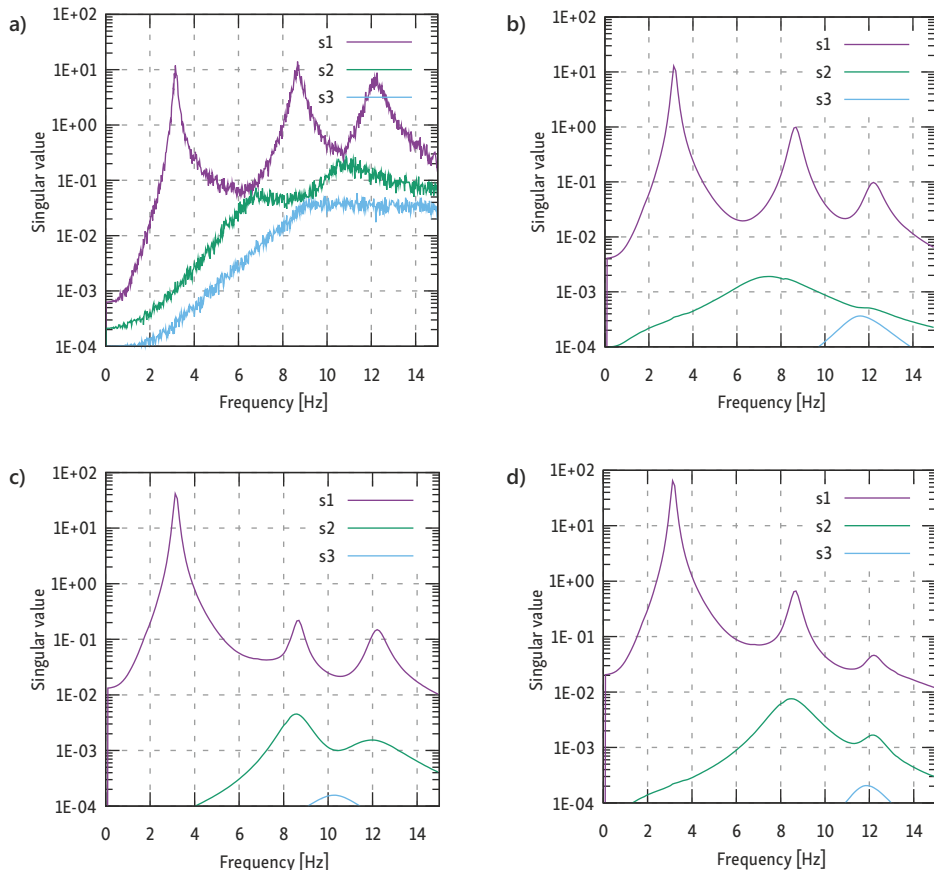 a)
Singular value
1E+02
1E+01
1E+00
1E-01
1E-02
1E-03
1E-04
s1
s2
s3
0 2 4 6 8 10 12 14
Frequency [Hz]
b)
Singular value
1E+02
1E+01
1E+00
1E-01
1E-02
1E-03
1E-04
s1
s2
s3
0 2 4 6 8 10 12 14
Frequency [Hz]
c)
Singular value
1E+02
1E+01
1E+00
1E-01
1E-02
1E-03
1E-04
s1
s2
s3
0 2 4 6 8 10 12 14
Frequency [Hz]
d)
Singular value
1E+02
1E+01
1E+00
1E-01
1E-02
1E-03
1E-04
s1
s2
s3
0 2 4 6 8 10 12 14
Frequency [Hz]